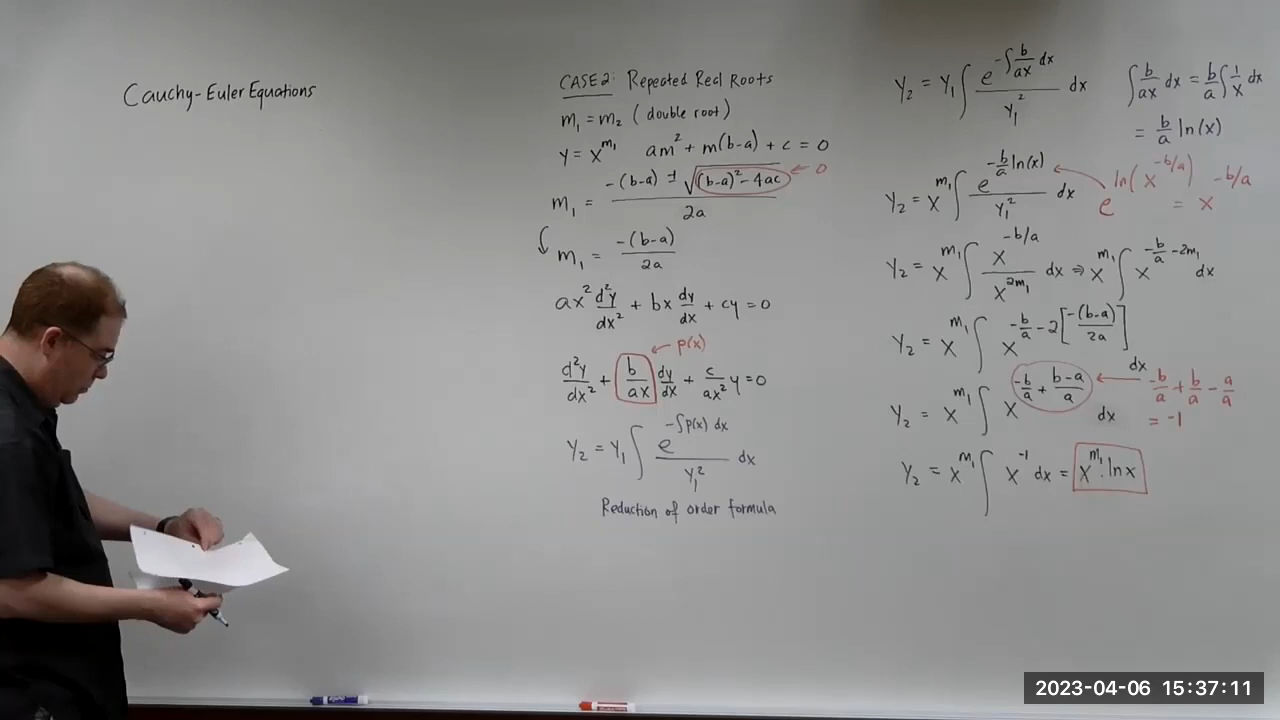 Cauchy-Euler Equations
CASE 2: Repeated Real Roots
m₁ = m₂ (double root)
y = x^m₁   am² + m(b-a) + c = 0
m₁ = (-(b-a) ± √((b-a)² - 4ac)) / 2a ← 0
m₁ = -(b-a) / 2a
ax² d²y/dx² + bx dy/dx + cy = 0
← p(x)
d²y/dx² + b/ax dy/dx + c/ax² y = 0
y₂ = y₁ ∫ e^(-∫p(x) dx) / y₁² dx
Reduction of order formula
y₂ = y₁ ∫ e^(-∫ b/ax dx) / y₁² dx
∫ b/ax dx = b/a ∫ 1/x dx
= b/a ln(x)
y₂ = x^m₁ ∫ e^(-b/a ln(x)) / y₁² dx
e^(ln(x^(-b/a))) = x^(-b/a)
y₂ = x^m₁ ∫ x^(-b/a) / x^(2m₁) dx ⇒ x^m₁ ∫ x^(-b/a - 2m₁) dx
y₂ = x^m₁ ∫ x^(-b/a - 2[-(b-a)/2a]) dx
y₂ = x^m₁ ∫ x^(-b/a + (b-a)/a) dx
← -b/a + b/a - a/a
= -1
y₂ = x^m₁ ∫ x^-1 dx = x^m₁ · ln x
2023-04-06 15:37:11